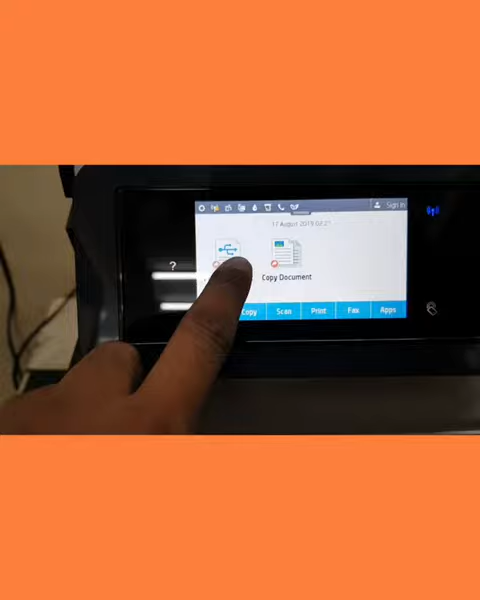 Sign In
17 August 2019 02:21
?
Copy Document
Copy
Scan
Print
Fax
Apps